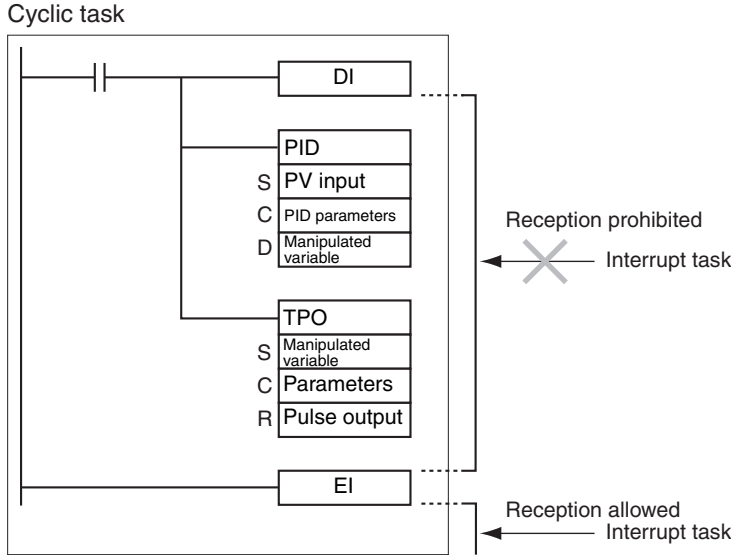 Cyclic task
DI
PID
S PV input
C PID parameters
D Manipulated
variable
Reception prohibited
Interrupt task
TPO
S Manipulated
variable
C Parameters
R Pulse output
EI
Reception allowed
Interrupt task